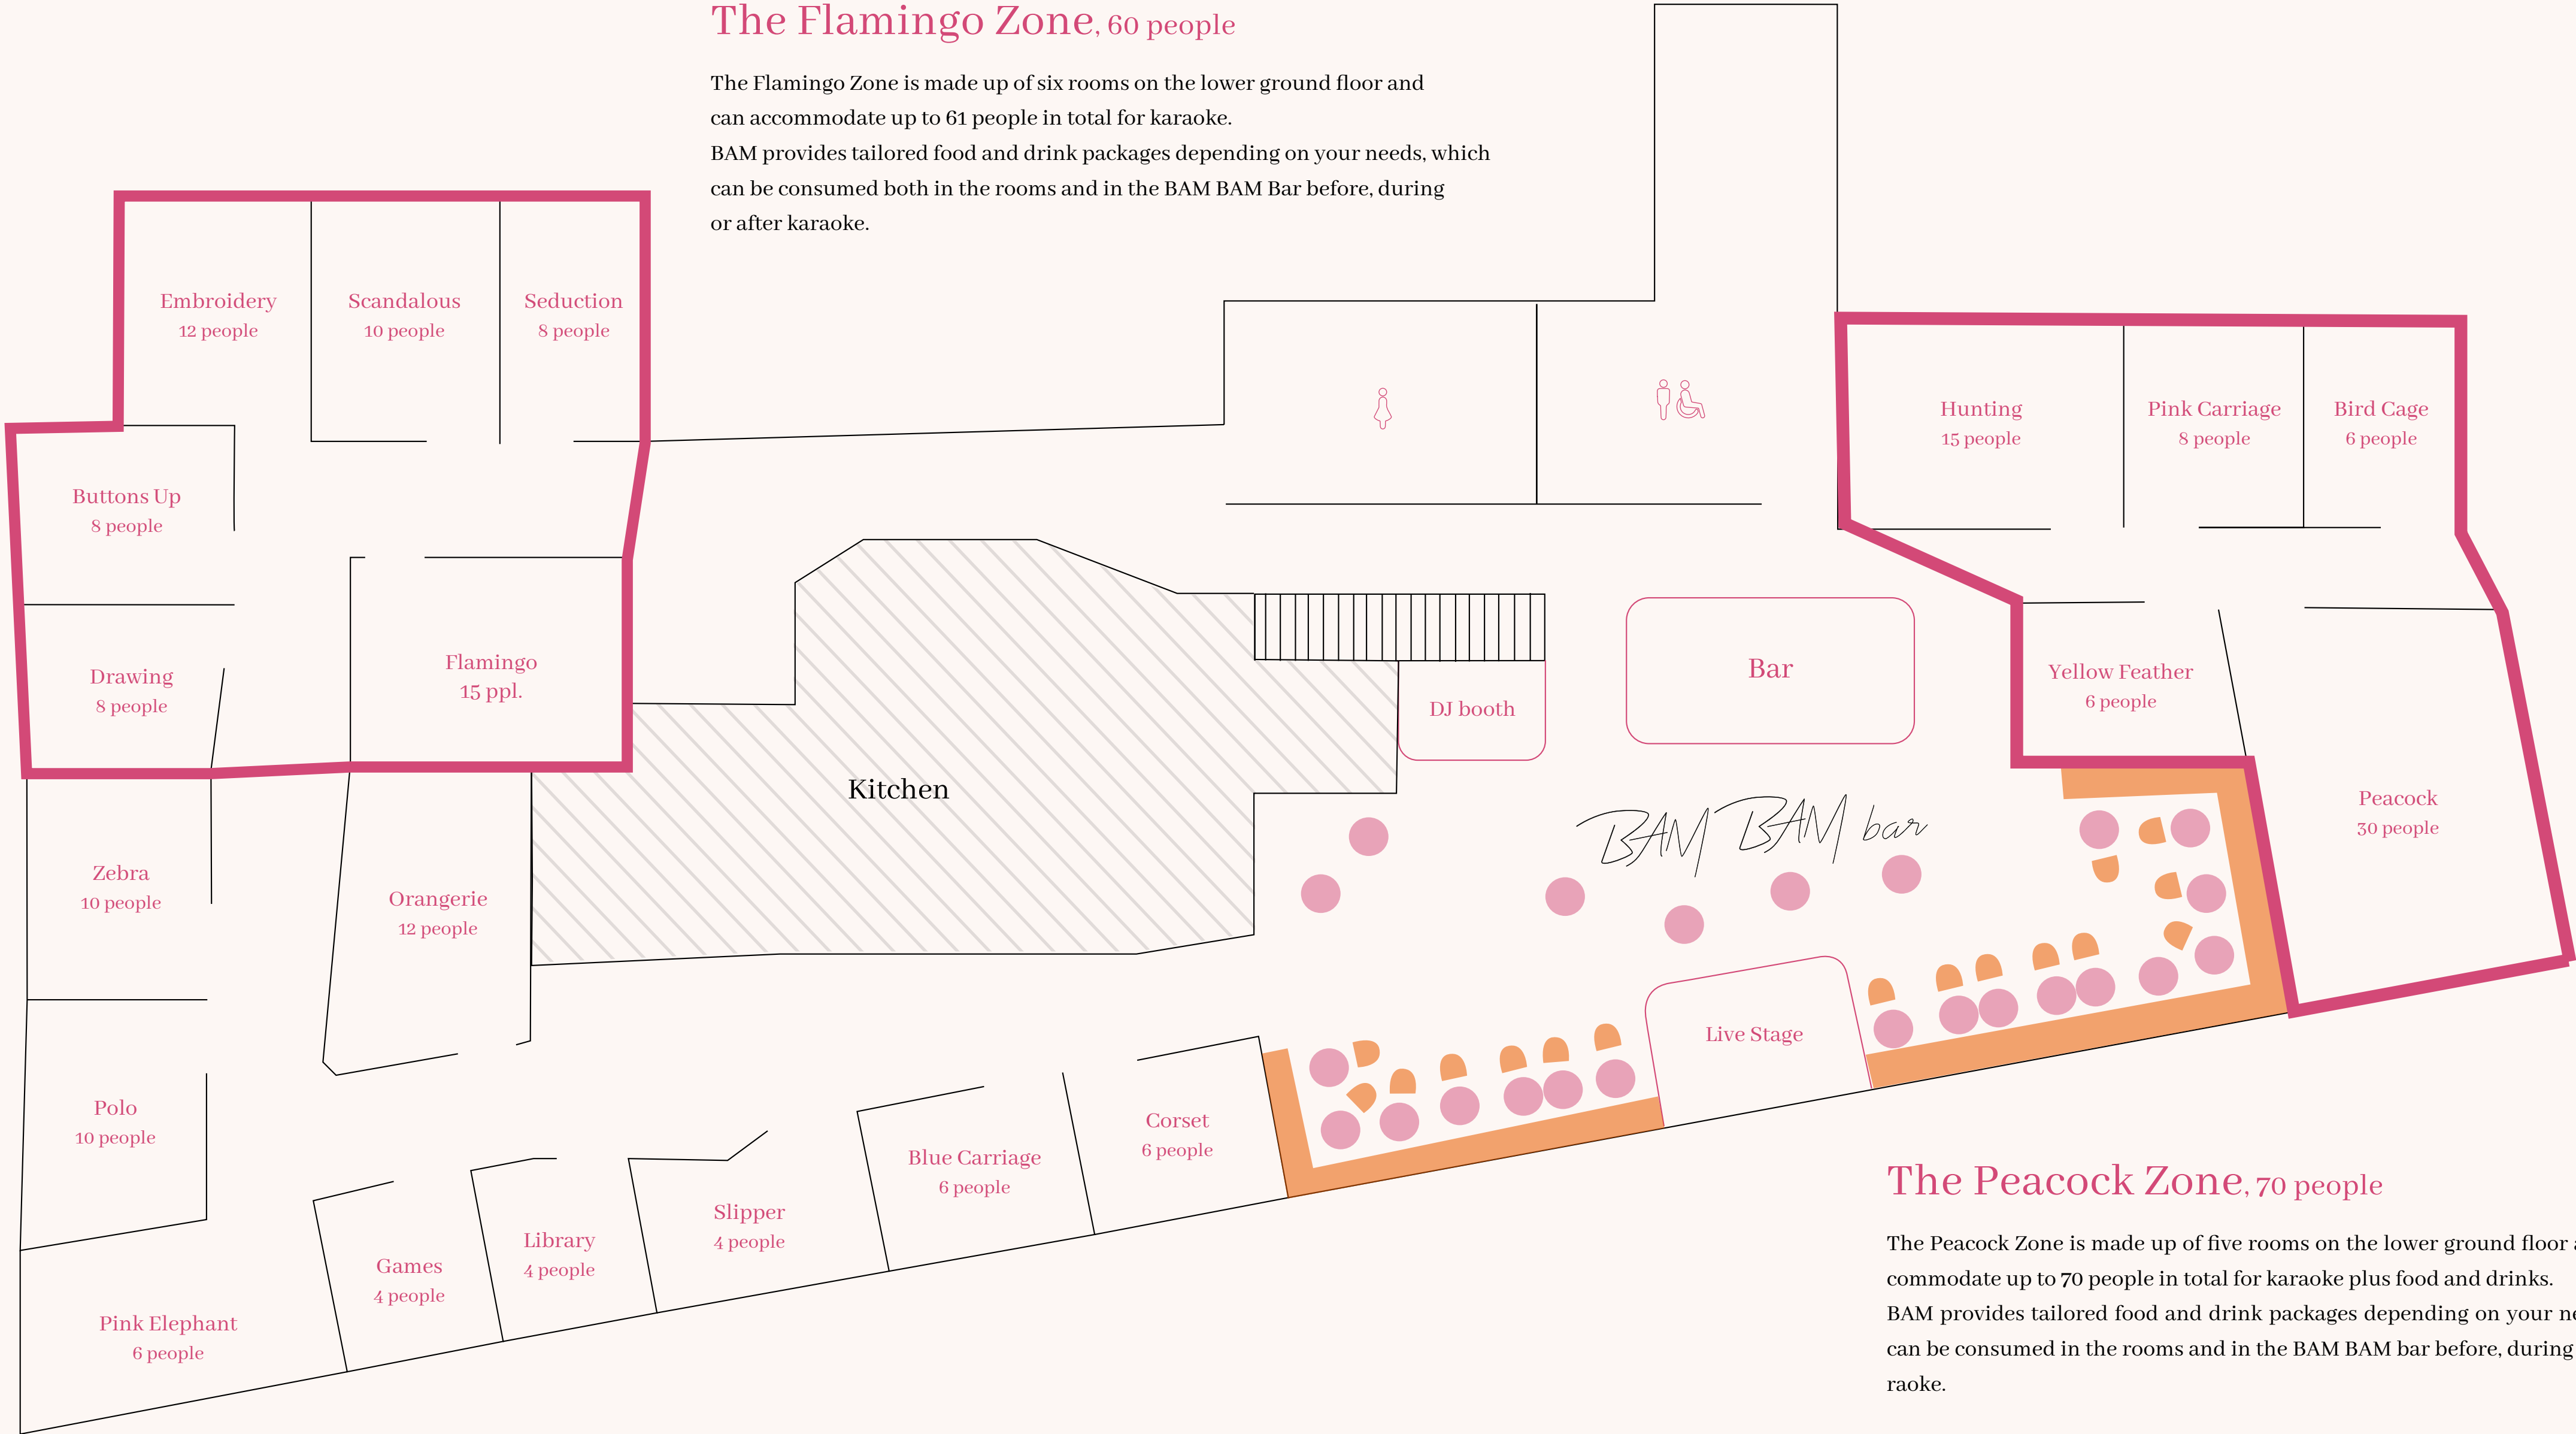 The Flamingo Zone, 60 people
The Flamingo Zone is made up of six rooms on the lower ground floor and
can accommodate up to 61 people in total for karaoke.
BAM provides tailored food and drink packages depending on your needs, which
can be consumed both in the rooms and in the BAM BAM Bar before, during
or after karaoke.
Embroidery
12 people
Scandalous
10 people
Seduction
8 people
Buttons Up
8 people
Drawing
8 people
Flamingo
15 ppl.
Hunting
15 people
Pink Carriage
8 people
Bird Cage
6 people
Yellow Feather
6 people
Peacock
30 people
Bar
DJ booth
Kitchen
BAM BAM bar
Live Stage
Zebra
10 people
Orangerie
12 people
Polo
10 people
Pink Elephant
6 people
Games
4 people
Library
4 people
Slipper
4 people
Blue Carriage
6 people
Corset
6 people
The Peacock Zone, 70 people
The Peacock Zone is made up of five rooms on the lower ground floor a
commodate up to 70 people in total for karaoke plus food and drinks.
BAM provides tailored food and drink packages depending on your ne
can be consumed in the rooms and in the BAM BAM bar before, during
raoke.